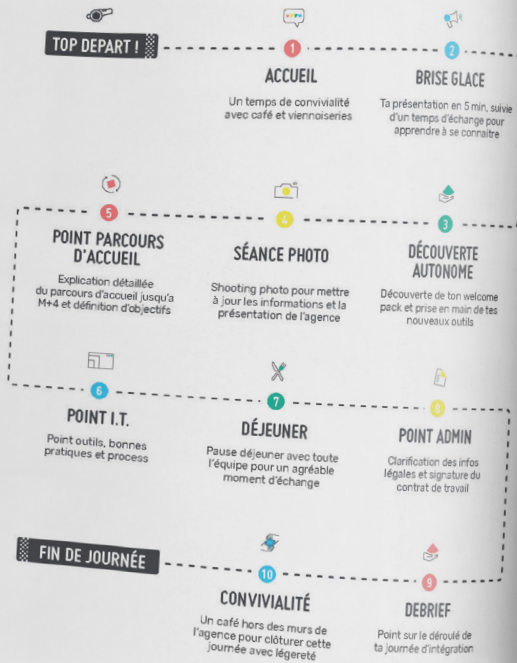 TOP DEPART !
1
ACCUEIL
Un temps de convivialité
avec café et viennoiseries
2
BRISE GLACE
Ta présentation en 5 min, suivie
d'un temps d'échange pour
apprendre à se connaitre
5
POINT PARCOURS
D'ACCUEIL
Explication détaillée
du parcours d'accueil jusqu'a
M+4 et définition d'objectifs
4
SÉANCE PHOTO
Shooting photo pour mettre
à jour les informations et la
présentation de l'agence
3
DÉCOUVERTE
AUTONOME
Découverte de ton welcome
pack et prise en main de tes
nouveaux outils
6
POINT I.T.
Point outils, bonnes
pratiques et process
7
DÉJEUNER
Pause déjeuner avec toute
l'équipe pour un agréable
moment d'échange
8
POINT ADMIN
Clarification des infos
légales et signature du
contrat de travail
FIN DE JOURNÉE
10
CONVIVIALITÉ
Un café hors des murs de
l'agence pour clôturer cette
journée avec légereté
9
DEBRIEF
Point sur le déroulé de
ta journée d'intégration